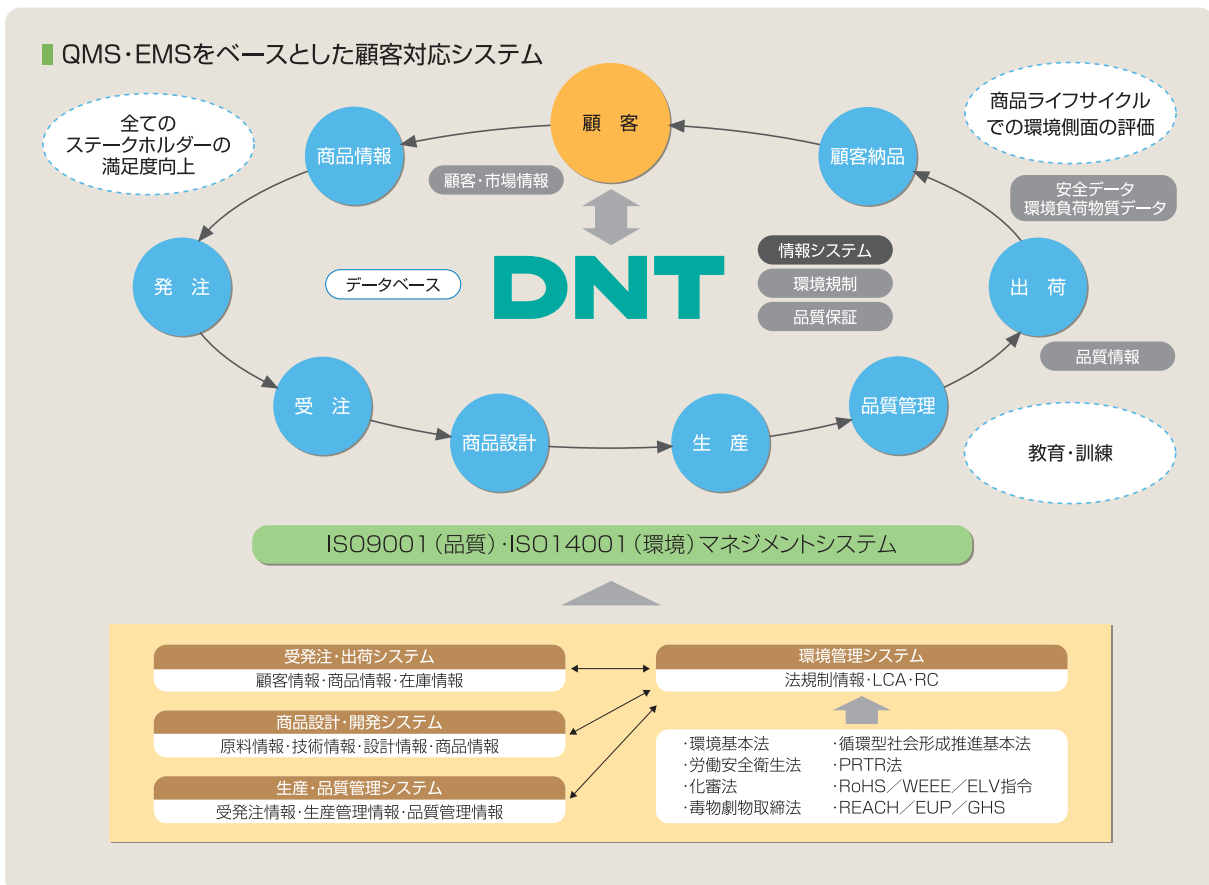 QMS・EMSをベースとした顧客対応システム
全ての
ステークホルダーの
満足度向上
商品情報
顧客・市場情報
顧　客
顧客納品
商品ライフサイクル
での環境側面の評価
安全データ
環境負荷物質データ
発　注
データベース
DNT
情報システム
環境規制
品質保証
出　荷
品質情報
受　注
商品設計
生　産
品質管理
教育・訓練
ISO9001（品質）・ISO14001（環境）マネジメントシステム
受発注・出荷システム
顧客情報・商品情報・在庫情報
商品設計・開発システム
原料情報・技術情報・設計情報・商品情報
生産・品質管理システム
受発注情報・生産管理情報・品質管理情報
環境管理システム
法規制情報・LCA・RC
・環境基本法
・労働安全衛生法
・化審法
・毒物劇物取締法
・循環型社会形成推進基本法
・PRTR法
・RoHS／WEEE／ELV指令
・REACH／EUP／GHS